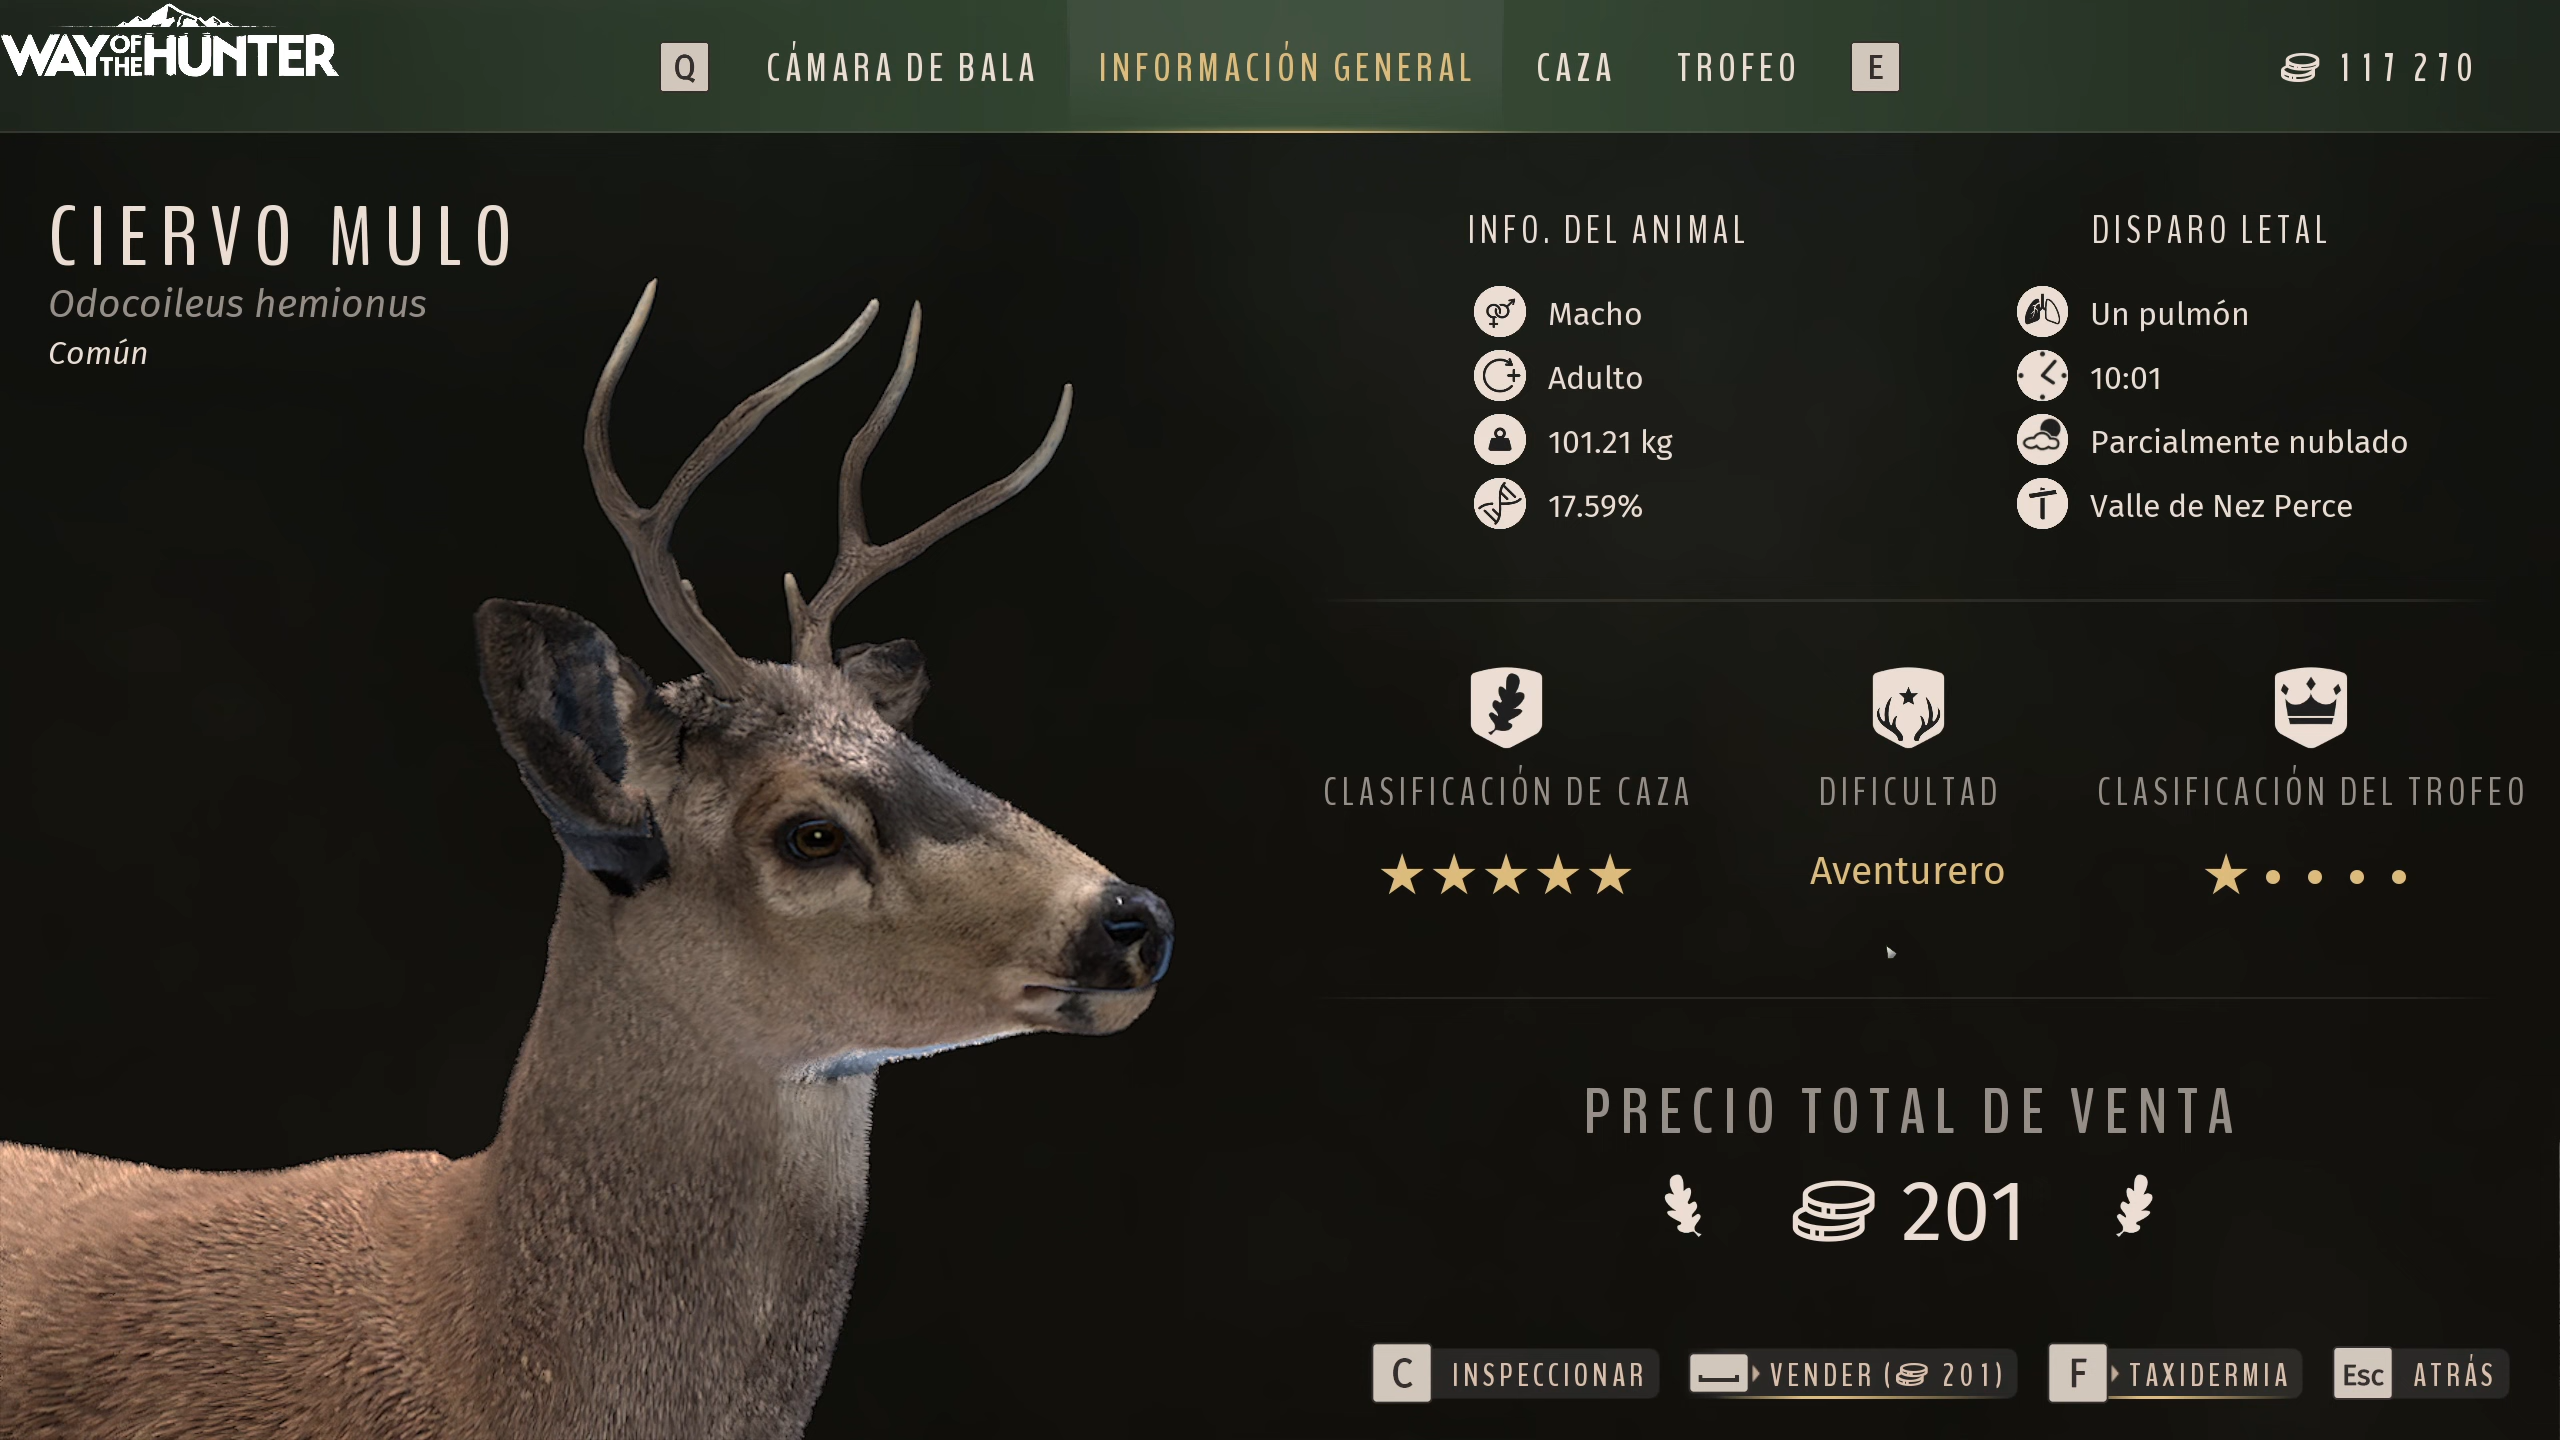 WAY OF THE HUNTER
Q CÁMARA DE BALA INFORMACIÓN GENERAL CAZA TROFEO E 117 270
CIERVO MULO
Odocoileus hemionus
Común
INFO. DEL ANIMAL
Macho
Adulto
101.21 kg
17.59%
DISPARO LETAL
Un pulmón
10:01
Parcialmente nublado
Valle de Nez Perce
CLASIFICACIÓN DE CAZA
DIFICULTAD
Aventurero
CLASIFICACIÓN DEL TROFEO
PRECIO TOTAL DE VENTA
201
C INSPECCIONAR VENDER ( 201) F TAXIDERMIA Esc ATRÁS